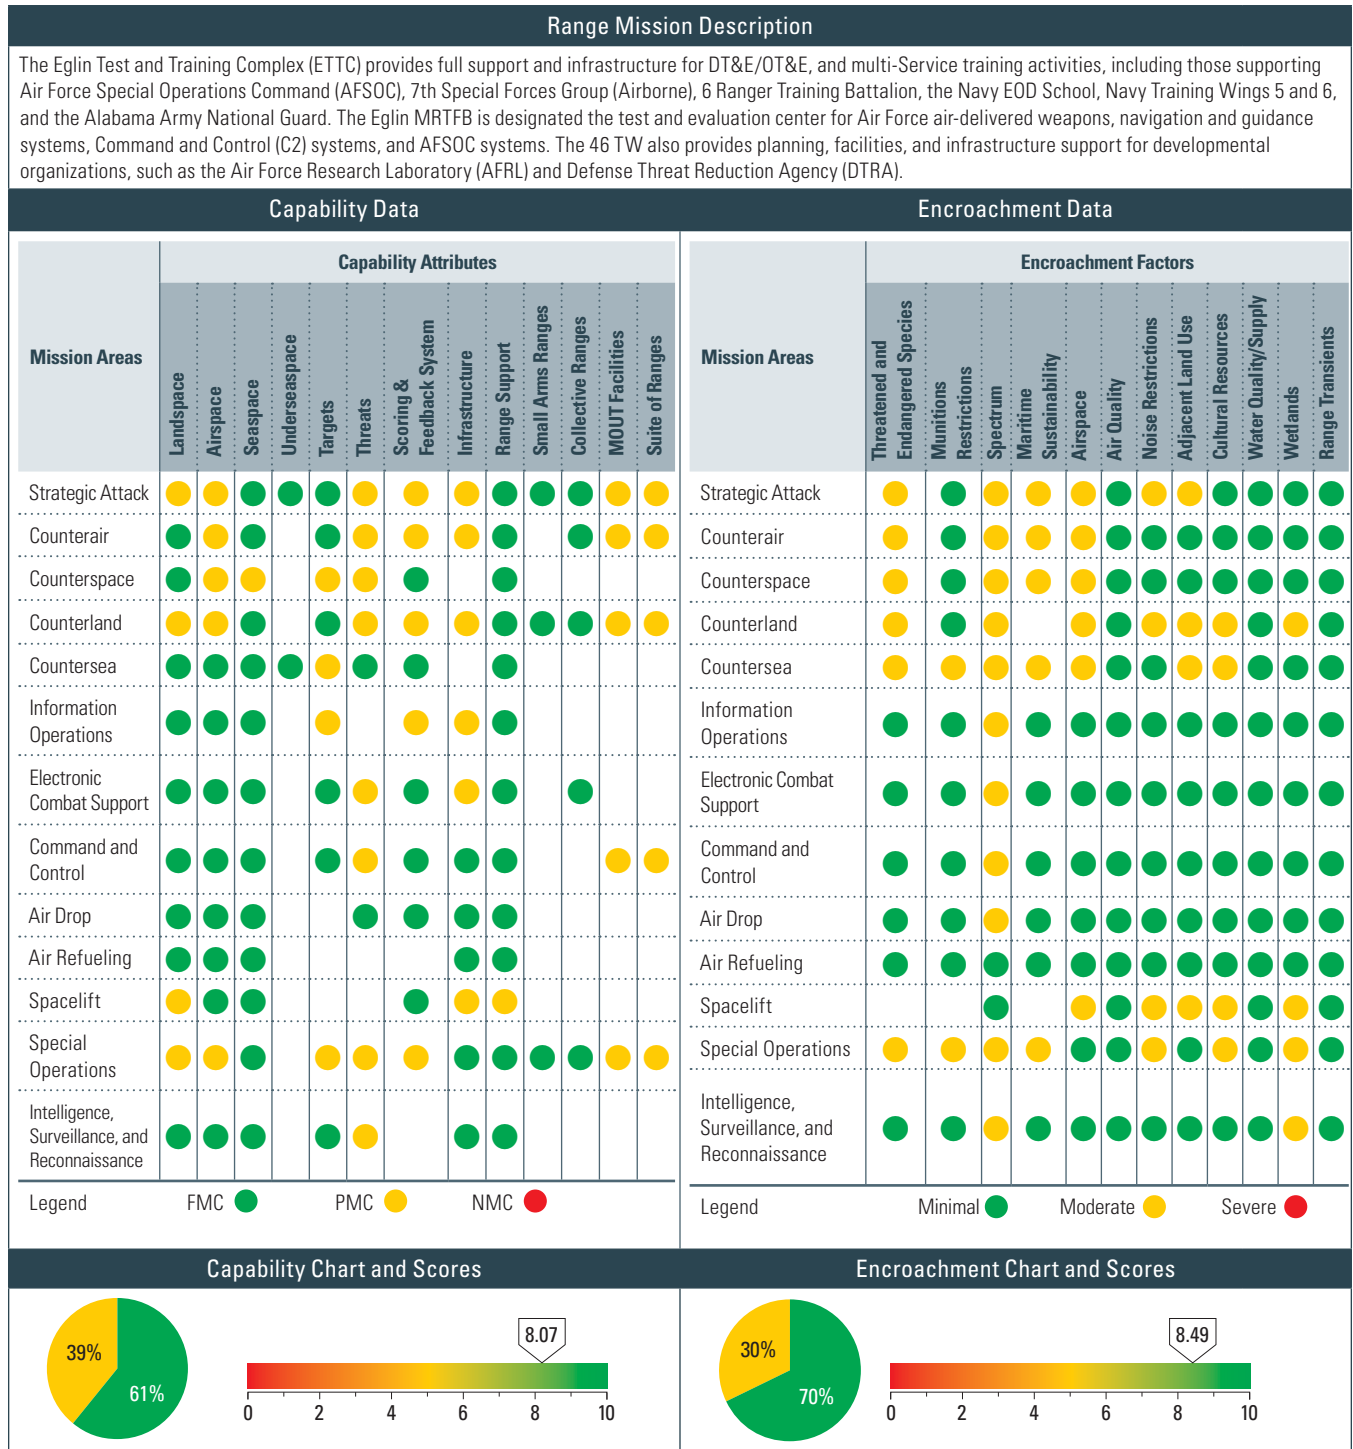 Range Mission Description
The Eglin Test and Training Complex (ETTC) provides full support and infrastructure for DT&E/OT&E, and multi-Service training activities, including those supporting
Air Force Special Operations Command (AFSOC), 7th Special Forces Group (Airborne), 6 Ranger Training Battalion, the Navy EOD School, Navy Training Wings 5 and 6,
and the Alabama Army National Guard. The Eglin MRTFB is designated the test and evaluation center for Air Force air-delivered weapons, navigation and guidance
systems, Command and Control (C2) systems, and AFSOC systems. The 46 TW also provides planning, facilities, and infrastructure support for developmental
organizations, such as the Air Force Research Laboratory (AFRL) and Defense Threat Reduction Agency (DTRA).
Capability Data
Mission Areas
Capability Attributes
Landspace
Airspace
Seaspace
Underseaspace
Targets
Threats
Scoring &
Feedback System
Infrastructure
Range Support
Small Arms Ranges
Collective Ranges
MOUT Facilities
Suite of Ranges
Strategic Attack
Counterair
Counterspace
Counterland
Countersea
Information
Operations
Electronic
Combat Support
Command and
Control
Air Drop
Air Refueling
Spacelift
Special
Operations
Intelligence,
Surveillance, and
Reconnaissance
Legend
FMC
PMC
NMC
Encroachment Data
Mission Areas
Encroachment Factors
Threatened and
Endangered Species
Munitions
Restrictions
Spectrum
Maritime
Sustainability
Airspace
Air Quality
Noise Restrictions
Adjacent Land Use
Cultural Resources
Water Quality/Supply
Wetlands
Range Transients
Strategic Attack
Counterair
Counterspace
Counterland
Countersea
Information
Operations
Electronic Combat
Support
Command and
Control
Air Drop
Air Refueling
Spacelift
Special Operations
Intelligence,
Surveillance, and
Reconnaissance
Legend
Minimal
Moderate
Severe
Capability Chart and Scores
39%
61%
8.07
0 2 4 6 8 10
Encroachment Chart and Scores
30%
70%
8.49
0 2 4 6 8 10